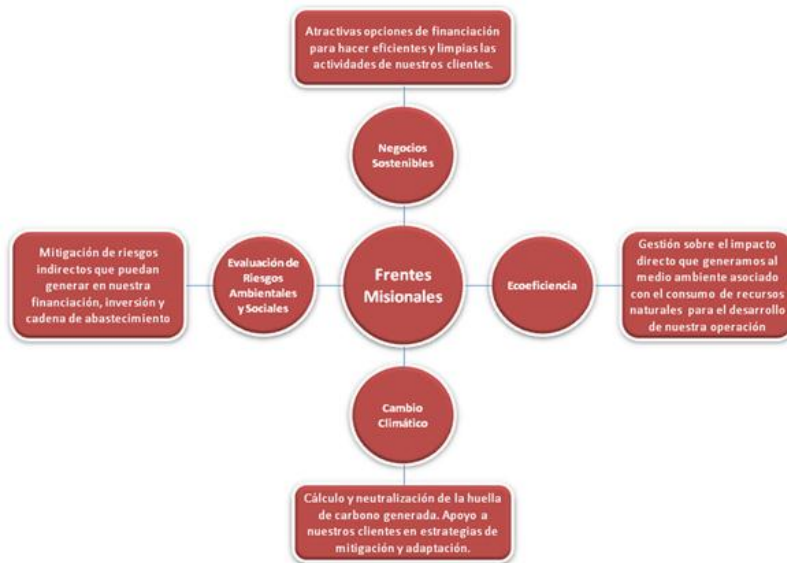 Atractivas opciones de financiación
para hacer eficientes y limpias las
actividades de nuestros clientes.
Negocios
Sostenibles
Mitigación de riesgos
indirectos que puedan
generar en nuestra
financiación, inversión y
cadena de abastecimiento
Evaluación de
Riesgos
Ambientales
y Sociales
Frentes
Misionales
Ecoeficiencia
Gestión sobre el impacto
directo que generamos al
medio ambiente asociado
con el consumo de recursos
naturales para el desarrollo
de nuestra operación
Cambio
Climático
Cálculo y neutralización de la huella
de carbono generada. Apoyo a
nuestros clientes en estrategias de
mitigación y adaptación.